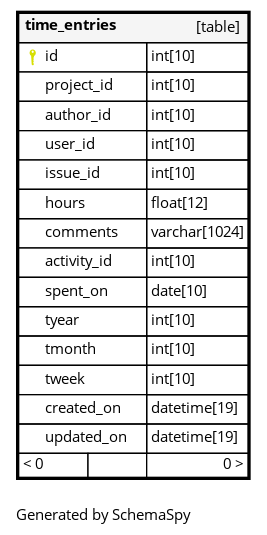 time_entries [table]
id int[10]
project_id int[10]
author_id int[10]
user_id int[10]
issue_id int[10]
hours float[12]
comments varchar[1024]
activity_id int[10]
spent_on date[10]
tyear int[10]
tmonth int[10]
tweek int[10]
created_on datetime[19]
updated_on datetime[19]
< 0 0 >
Generated by SchemaSpy